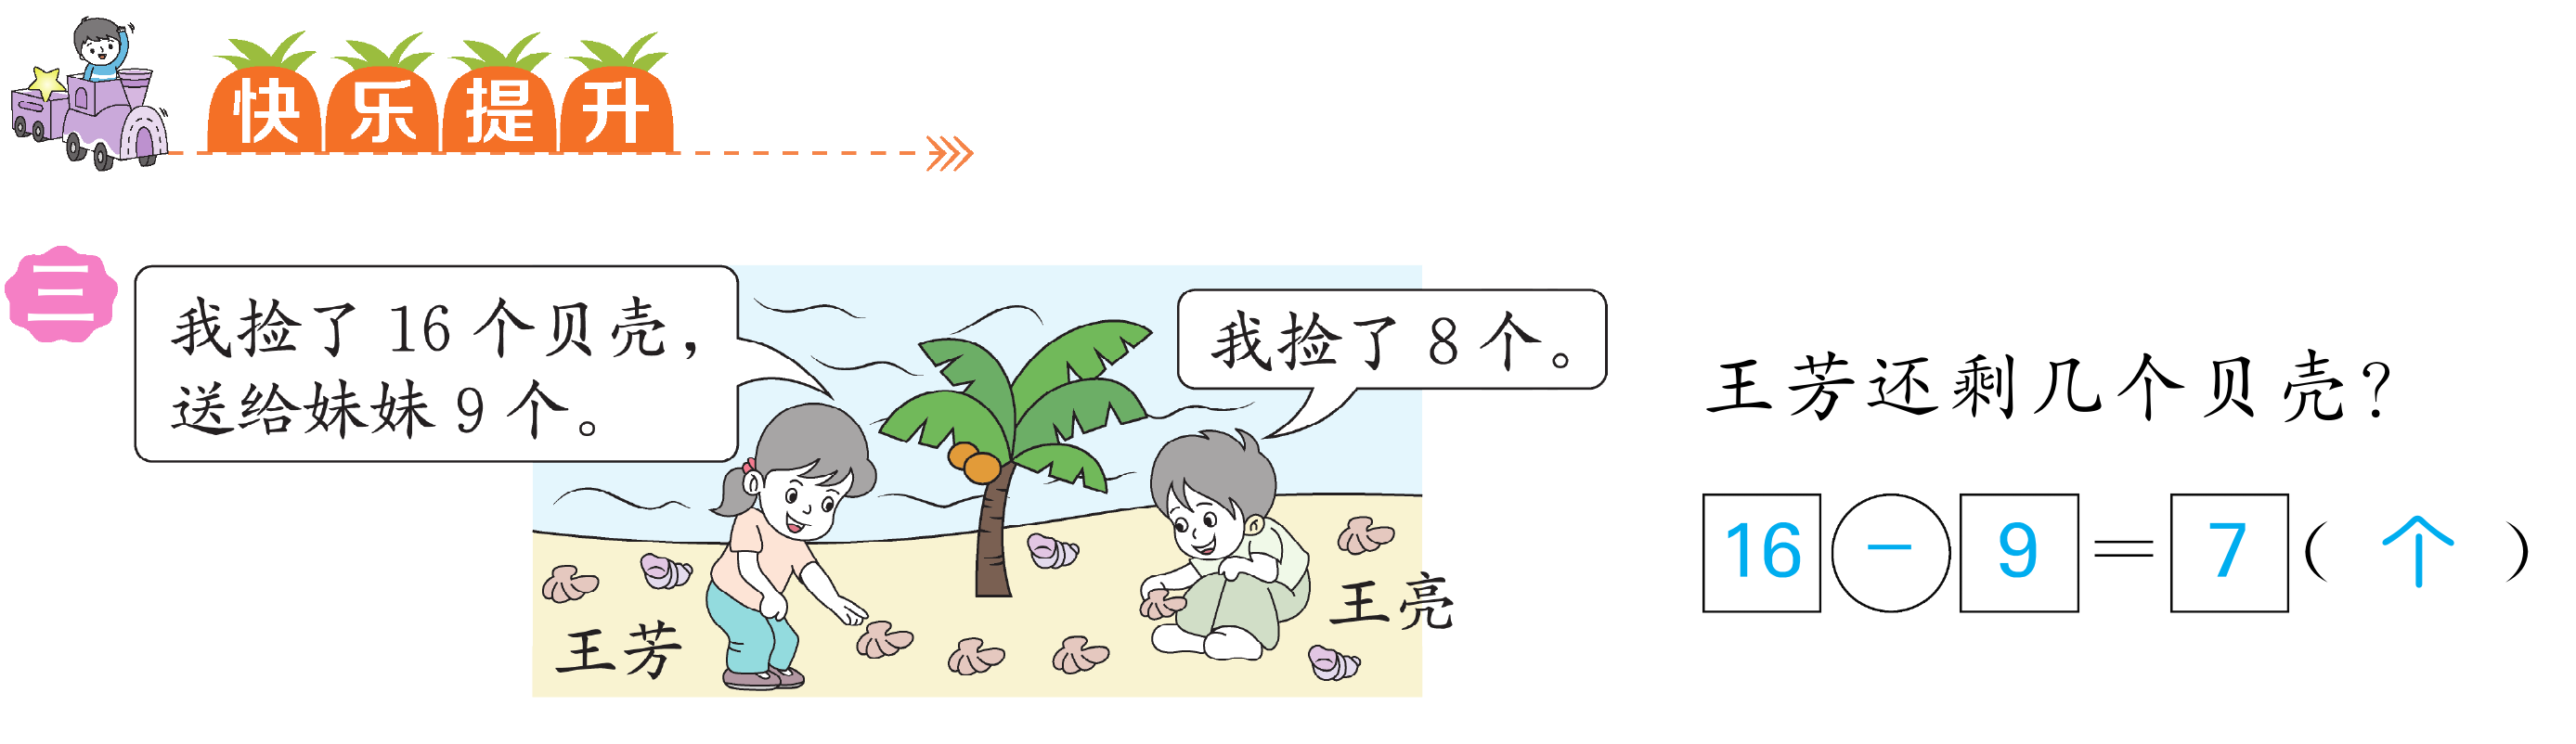 快乐提升
三
我捡了 16 个贝壳，
送给妹妹 9 个。
我捡了 8 个。
王芳
王亮
王芳还剩几个贝壳?
16 - 9 = 7 ( 个 )